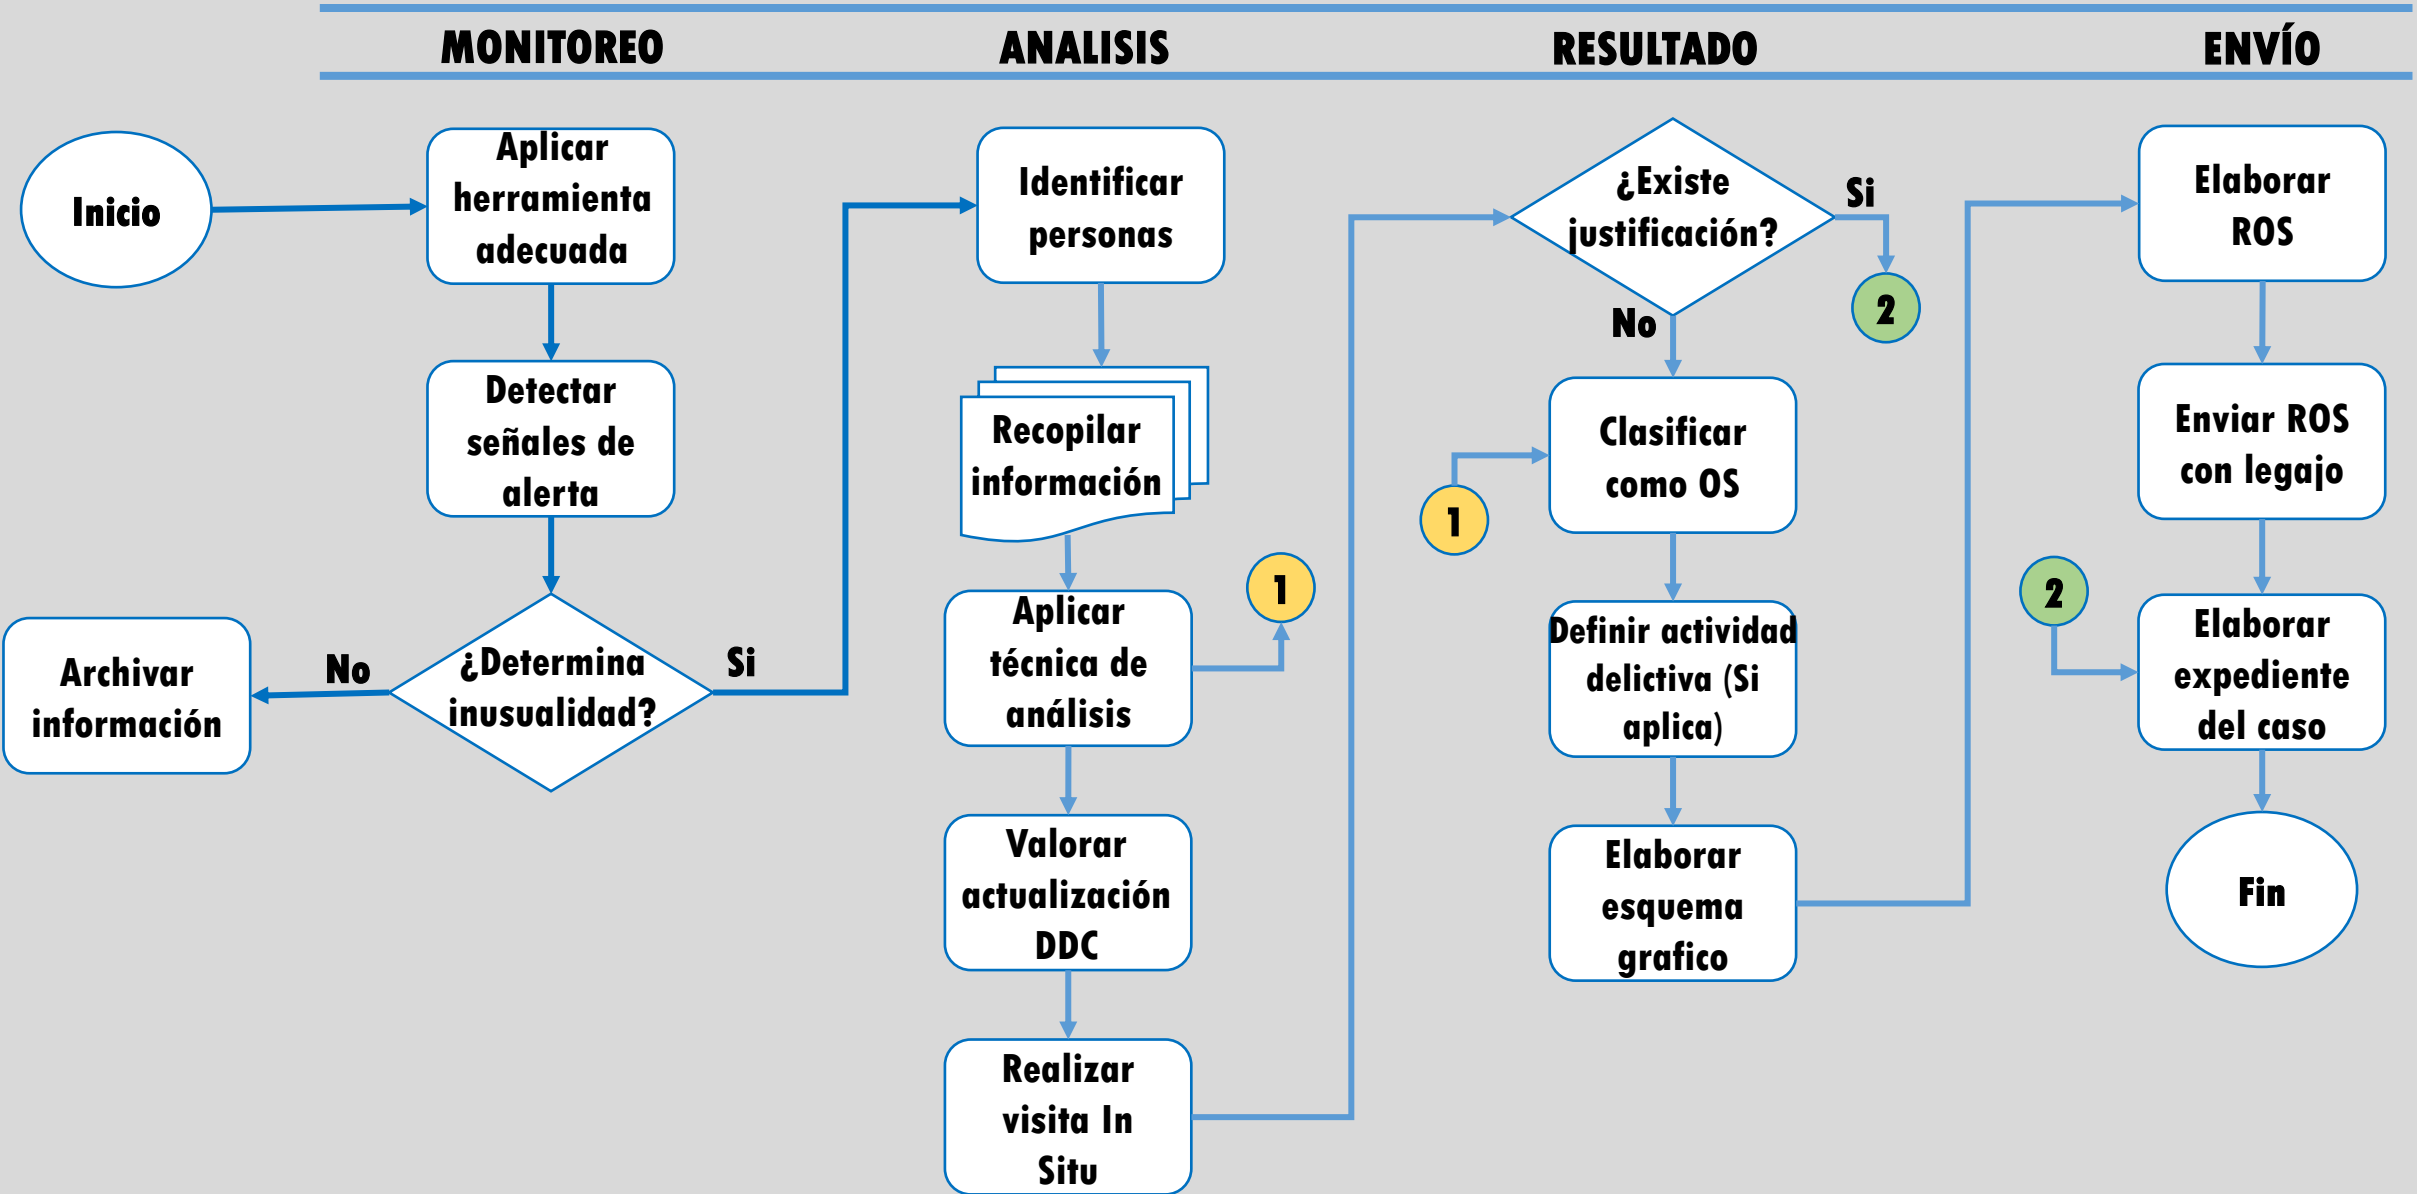 MONITOREO
ANALISIS
RESULTADO
ENVÍO
Inicio
Aplicar
herramienta
adecuada
Detectar
señales de
alerta
¿Determina
inusualidad?
No
Si
Archivar
información
Identificar
personas
Recopilar
información
Aplicar
técnica de
análisis
1
Valorar
actualización
DDC
Realizar
visita In
Situ
¿Existe
justificación?
Si
2
No
Clasificar
como OS
1
Definir actividad
delictiva (Si
aplica)
Elaborar
esquema
grafico
Elaborar
ROS
Enviar ROS
con legajo
2
Elaborar
expediente
del caso
Fin